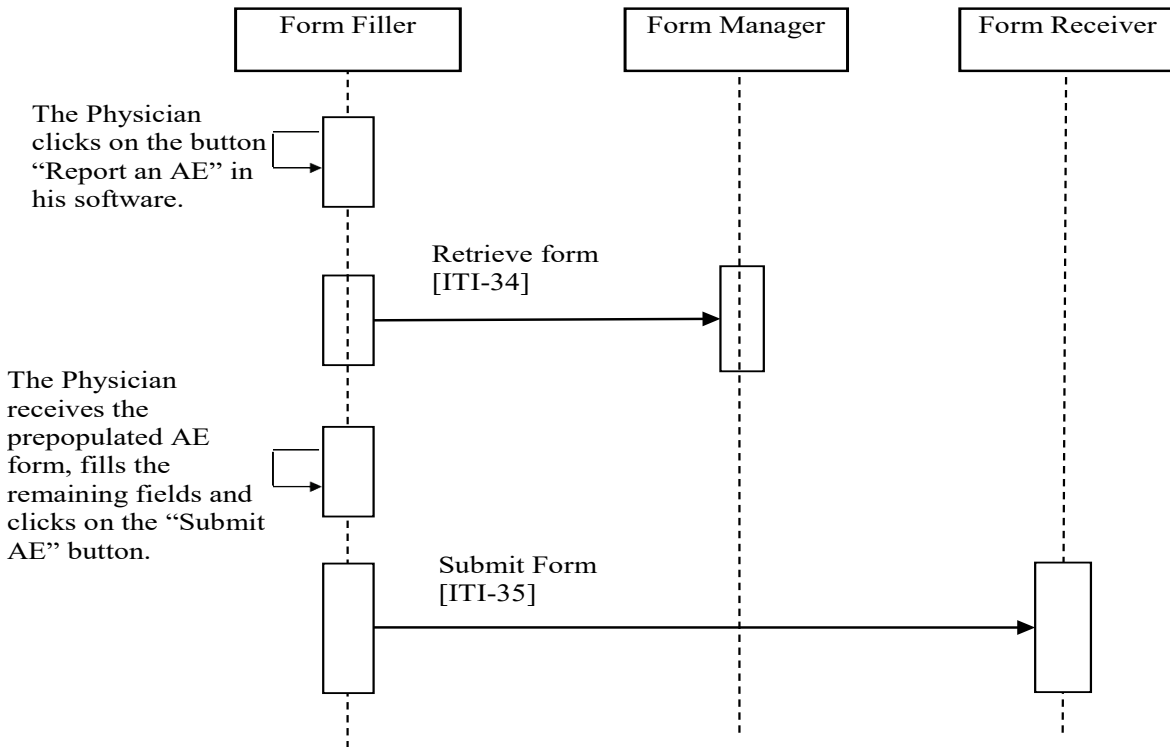 Form Filler
Form Manager
Form Receiver
The Physician
clicks on the button
“Report an AE” in
his software.
Retrieve form
[ITI-34]
The Physician
receives the
prepopulated AE
form, fills the
remaining fields and
clicks on the “Submit
AE” button.
Submit Form
[ITI-35]